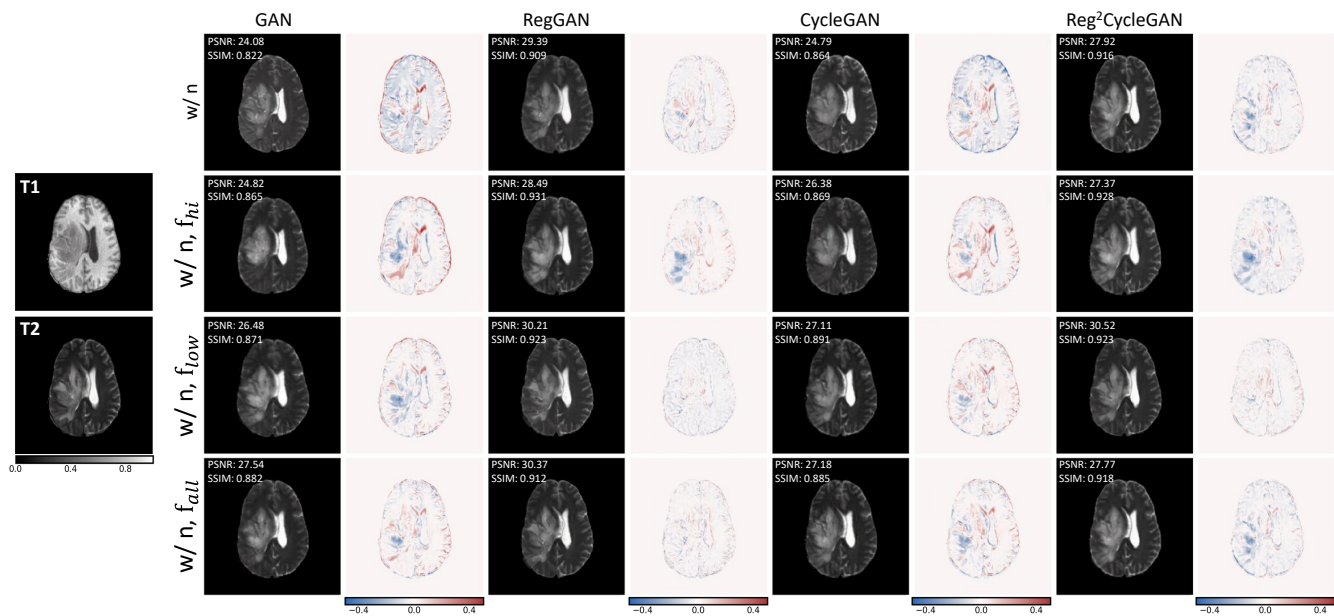 GAN
RegGAN
CycleGAN
Reg²CycleGAN
w/ n
PSNR: 24.08
SSIM: 0.822
PSNR: 29.39
SSIM: 0.909
PSNR: 24.79
SSIM: 0.864
PSNR: 27.92
SSIM: 0.916
T1
w/ n, f_hi
PSNR: 24.82
SSIM: 0.865
PSNR: 28.49
SSIM: 0.931
PSNR: 26.38
SSIM: 0.869
PSNR: 27.37
SSIM: 0.928
T2
w/ n, f_low
PSNR: 26.48
SSIM: 0.871
PSNR: 30.21
SSIM: 0.923
PSNR: 27.11
SSIM: 0.891
PSNR: 30.52
SSIM: 0.923
0.0 0.4 0.8
w/ n, f_all
PSNR: 27.54
SSIM: 0.882
PSNR: 30.37
SSIM: 0.912
PSNR: 27.18
SSIM: 0.885
PSNR: 27.77
SSIM: 0.918
−0.4 0.0 0.4
−0.4 0.0 0.4
−0.4 0.0 0.4
−0.4 0.0 0.4